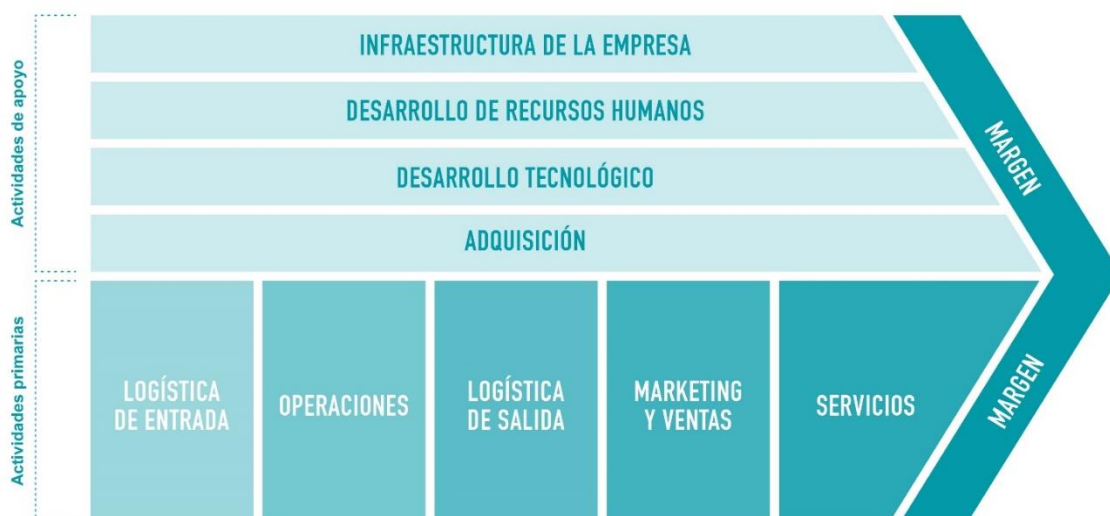 Actividades de apoyo
INFRAESTRUCTURA DE LA EMPRESA
DESARROLLO DE RECURSOS HUMANOS
DESARROLLO TECNOLÓGICO
ADQUISICIÓN
MARGEN
Actividades primarias
LOGÍSTICA
DE ENTRADA
OPERACIONES
LOGÍSTICA
DE SALIDA
MARKETING
Y VENTAS
SERVICIOS
MARGEN